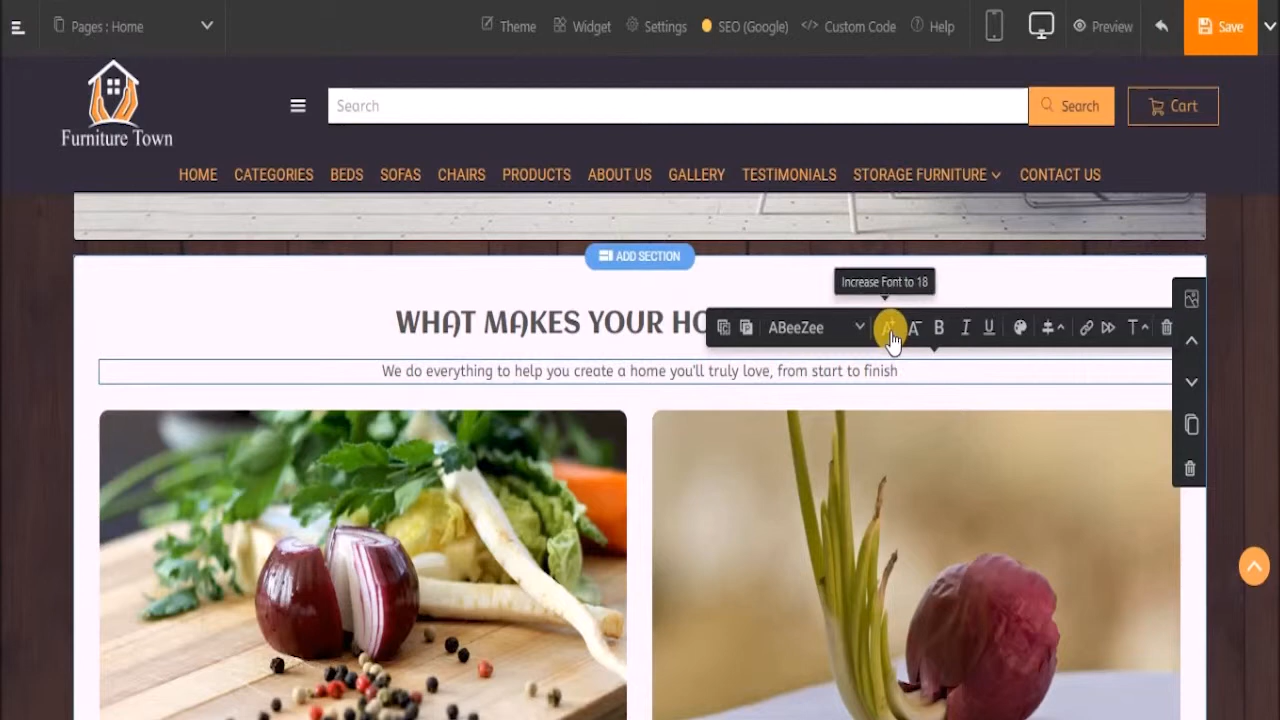 Pages : Home
Theme
Widget
Settings
SEO (Google)
Custom Code
Help
Preview
Save
Furniture Town
Search
Search
Cart
HOME
CATEGORIES
BEDS
SOFAS
CHAIRS
PRODUCTS
ABOUT US
GALLERY
TESTIMONIALS
STORAGE FURNITURE
CONTACT US
ADD SECTION
Increase Font to 18
WHAT MAKES YOUR HO
ABeeZee
We do everything to help you create a home you'll truly love, from start to finish